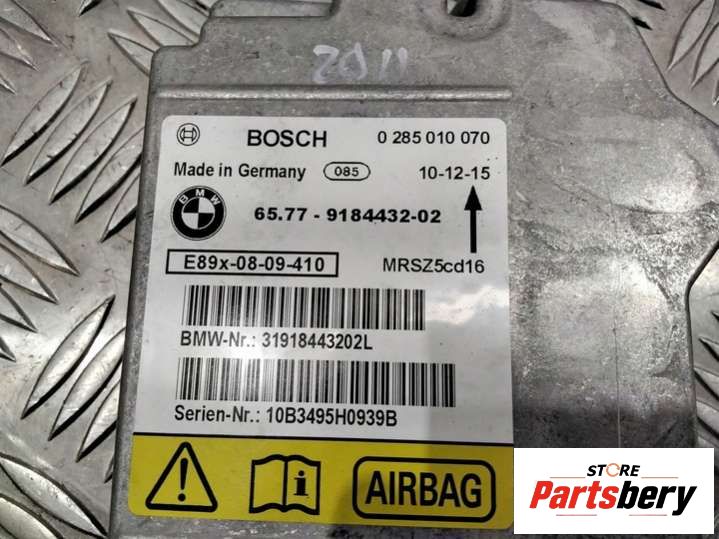 2011
BOSCH 0 285 010 070
Made in Germany 085 10-12-15
BMW
65.77 - 9184432-02
E89x-08-09-410 MRSZ5cd16
BMW-Nr.: 31918443202L
Serien-Nr.: 10B3495H0939B
i AIRBAG
STORE
Partsbery